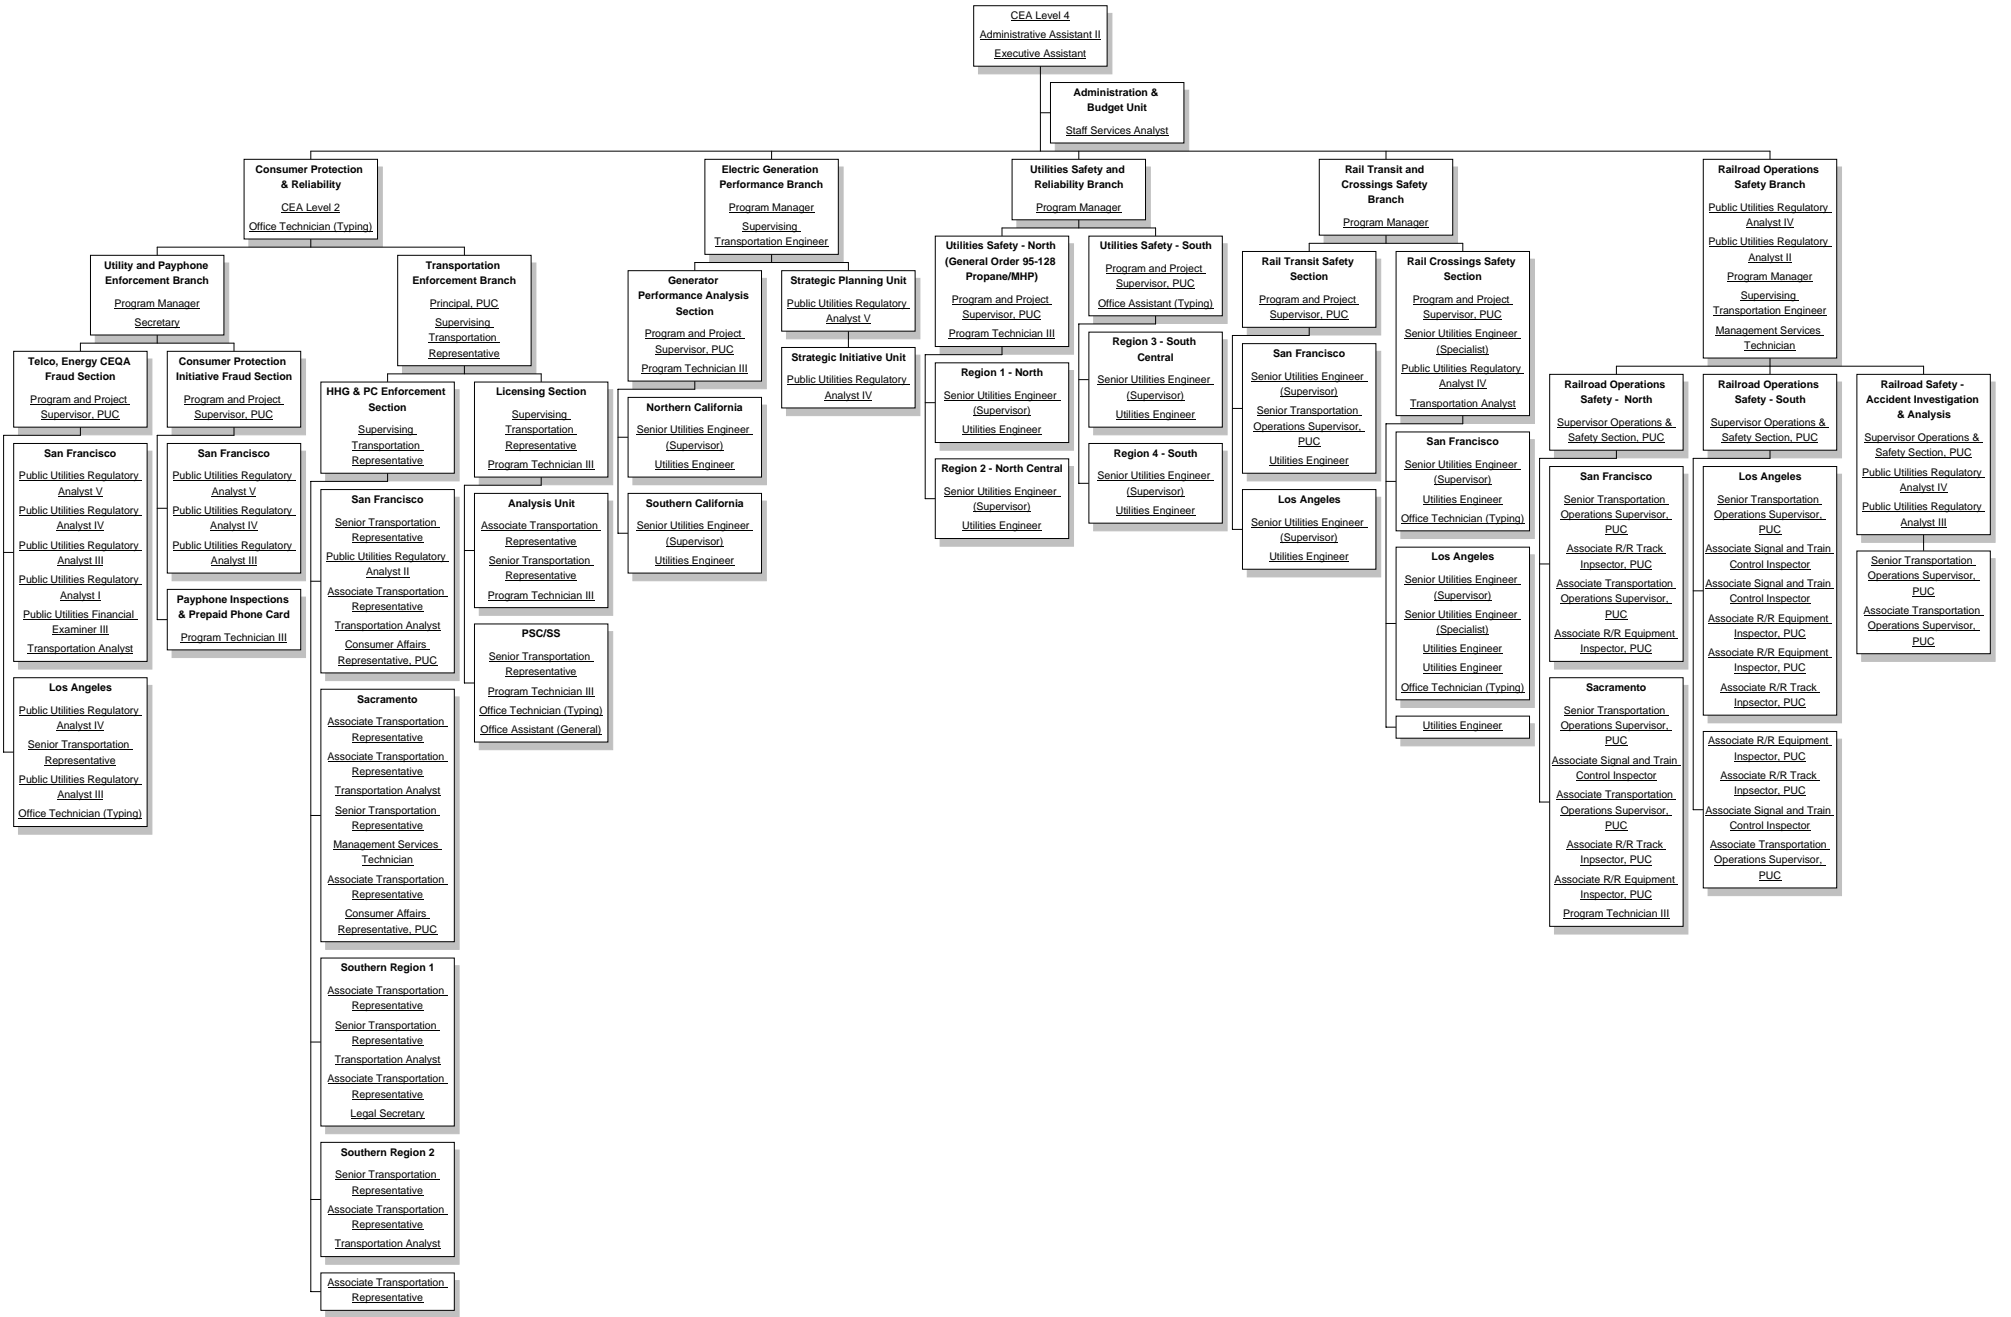 CEA Level 4
Administrative Assistant II
Executive Assistant
Administration &
Budget Unit
Staff Services Analyst
Consumer Protection
& Reliability
CEA Level 2
Office Technician (Typing)
Utility and Payphone
Enforcement Branch
Program Manager
Secretary
Telco, Energy CEQA
Fraud Section
Program and Project
Supervisor, PUC
San Francisco
Public Utilities Regulatory
Analyst V
Public Utilities Regulatory
Analyst IV
Public Utilities Regulatory
Analyst III
Public Utilities Regulatory
Analyst I
Public Utilities Financial
Examiner III
Transportation Analyst
Los Angeles
Public Utilities Regulatory
Analyst IV
Senior Transportation
Representative
Public Utilities Regulatory
Analyst III
Office Technician (Typing)
Consumer Protection
Initiative Fraud Section
Program and Project
Supervisor, PUC
San Francisco
Public Utilities Regulatory
Analyst V
Public Utilities Regulatory
Analyst IV
Public Utilities Regulatory
Analyst III
Payphone Inspections
& Prepaid Phone Card
Program Technician III
Transportation
Enforcement Branch
Principal, PUC
Supervising
Transportation
Representative
HHG & PC Enforcement
Section
Supervising
Transportation
Representative
San Francisco
Senior Transportation
Representative
Public Utilities Regulatory
Analyst II
Associate Transportation
Representative
Transportation Analyst
Consumer Affairs
Representative, PUC
Sacramento
Associate Transportation
Representative
Associate Transportation
Representative
Transportation Analyst
Senior Transportation
Representative
Management Services
Technician
Associate Transportation
Representative
Consumer Affairs
Representative, PUC
Southern Region 1
Associate Transportation
Representative
Senior Transportation
Representative
Transportation Analyst
Associate Transportation
Representative
Legal Secretary
Southern Region 2
Senior Transportation
Representative
Associate Transportation
Representative
Transportation Analyst
Associate Transportation
Representative
Licensing Section
Supervising
Transportation
Representative
Program Technician III
Analysis Unit
Associate Transportation
Representative
Senior Transportation
Representative
Program Technician III
PSC/SS
Senior Transportation
Representative
Program Technician III
Office Technician (Typing)
Office Assistant (General)
Electric Generation
Performance Branch
Program Manager
Supervising
Transportation Engineer
Generator
Performance Analysis
Section
Program and Project
Supervisor, PUC
Program Technician III
Northern California
Senior Utilities Engineer
(Supervisor)
Utilities Engineer
Southern California
Senior Utilities Engineer
(Supervisor)
Utilities Engineer
Strategic Planning Unit
Public Utilities Regulatory
Analyst V
Strategic Initiative Unit
Public Utilities Regulatory
Analyst IV
Utilities Safety and
Reliability Branch
Program Manager
Utilities Safety - North
(General Order 95-128
Propane/MHP)
Program and Project
Supervisor, PUC
Program Technician III
Region 1 - North
Senior Utilities Engineer
(Supervisor)
Utilities Engineer
Region 2 - North Central
Senior Utilities Engineer
(Supervisor)
Utilities Engineer
Utilities Safety - South
Program and Project
Supervisor, PUC
Office Assistant (Typing)
Region 3 - South
Central
Senior Utilities Engineer
(Supervisor)
Utilities Engineer
Region 4 - South
Senior Utilities Engineer
(Supervisor)
Utilities Engineer
Rail Transit and
Crossings Safety
Branch
Program Manager
Rail Transit Safety
Section
Program and Project
Supervisor, PUC
San Francisco
Senior Utilities Engineer
(Supervisor)
Senior Transportation
Operations Supervisor,
PUC
Utilities Engineer
Los Angeles
Senior Utilities Engineer
(Supervisor)
Utilities Engineer
Rail Crossings Safety
Section
Program and Project
Supervisor, PUC
Senior Utilities Engineer
(Specialist)
Public Utilities Regulatory
Analyst IV
Transportation Analyst
San Francisco
Senior Utilities Engineer
(Supervisor)
Utilities Engineer
Office Technician (Typing)
Los Angeles
Senior Utilities Engineer
(Supervisor)
Senior Utilities Engineer
(Specialist)
Utilities Engineer
Utilities Engineer
Office Technician (Typing)
Utilities Engineer
Railroad Operations
Safety Branch
Public Utilities Regulatory
Analyst IV
Public Utilities Regulatory
Analyst II
Program Manager
Supervising
Transportation Engineer
Management Services
Technician
Railroad Operations
Safety - North
Supervisor Operations &
Safety Section, PUC
San Francisco
Senior Transportation
Operations Supervisor,
PUC
Associate R/R Track
Inpsector, PUC
Associate Transportation
Operations Supervisor,
PUC
Associate R/R Equipment
Inspector, PUC
Sacramento
Senior Transportation
Operations Supervisor,
PUC
Associate Signal and Train
Control Inspector
Associate Transportation
Operations Supervisor,
PUC
Associate R/R Track
Inpsector, PUC
Associate R/R Equipment
Inspector, PUC
Program Technician III
Railroad Operations
Safety - South
Supervisor Operations &
Safety Section, PUC
Los Angeles
Senior Transportation
Operations Supervisor,
PUC
Associate Signal and Train
Control Inspector
Associate Signal and Train
Control Inspector
Associate R/R Equipment
Inspector, PUC
Associate R/R Equipment
Inspector, PUC
Associate R/R Track
Inpsector, PUC
Associate R/R Equipment
Inspector, PUC
Associate R/R Track
Inpsector, PUC
Associate Signal and Train
Control Inspector
Associate Transportation
Operations Supervisor,
PUC
Railroad Safety -
Accident Investigation
& Analysis
Supervisor Operations &
Safety Section, PUC
Public Utilities Regulatory
Analyst IV
Public Utilities Regulatory
Analyst III
Senior Transportation
Operations Supervisor,
PUC
Associate Transportation
Operations Supervisor,
PUC